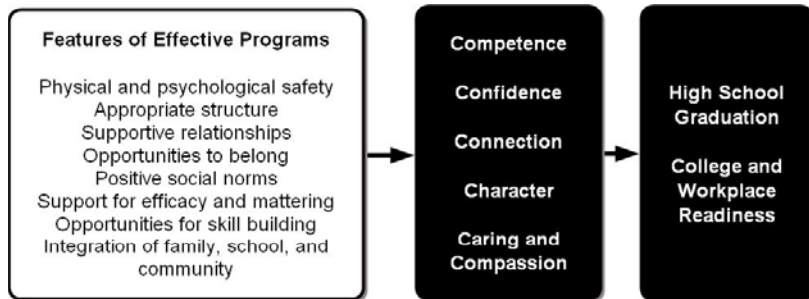 Features of Effective Programs
Physical and psychological safety
Appropriate structure
Supportive relationships
Opportunities to belong
Positive social norms
Support for efficacy and mattering
Opportunities for skill building
Integration of family, school, and
community
Competence
Confidence
Connection
Character
Caring and
Compassion
High School
Graduation
College and
Workplace
Readiness